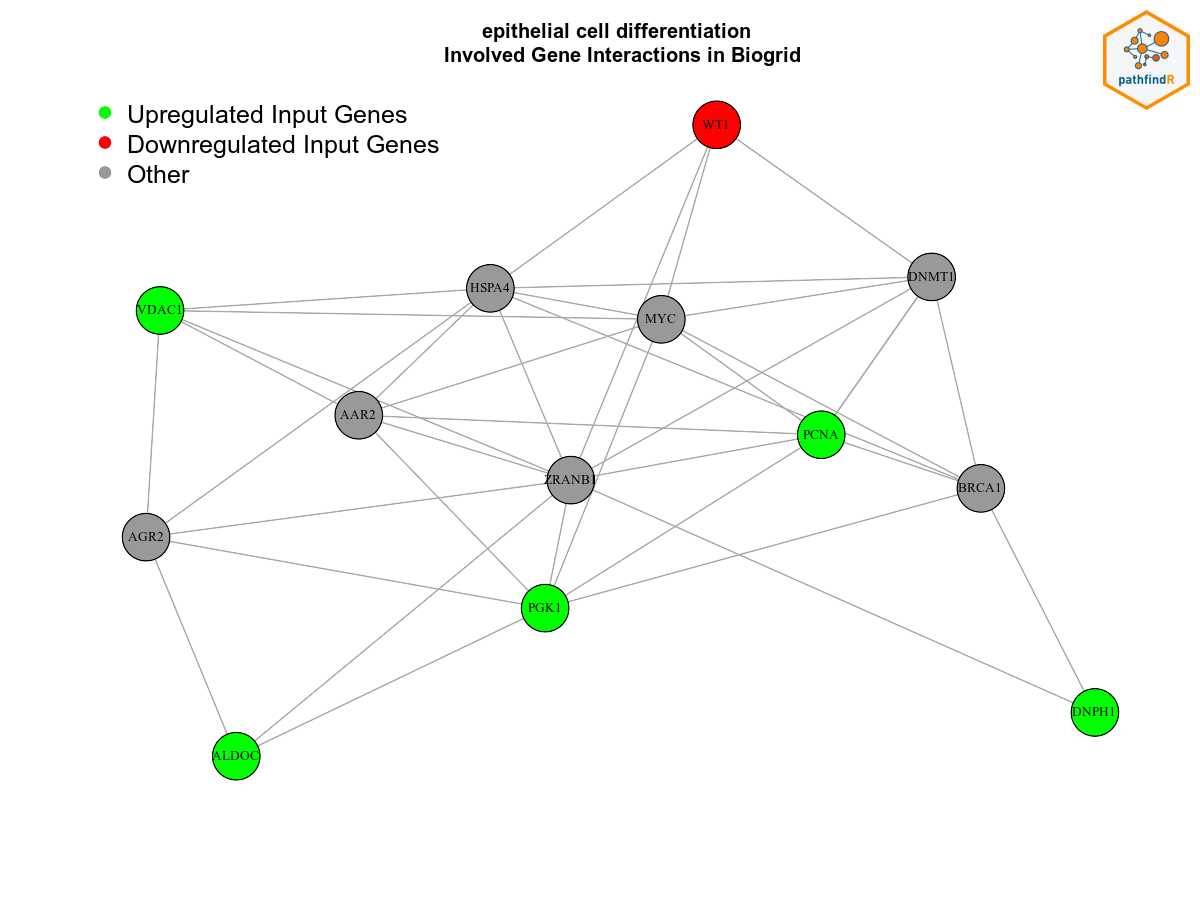 epithelial cell differentiation
Involved Gene Interactions in Biogrid
pathfindR
Upregulated Input Genes
Downregulated Input Genes
Other
WT1
DNMT1
HSPA4
VDAC1
MYC
AAR2
PCNA
ZRANB1
BRCA1
AGR2
PGK1
DNPH1
ALDOC